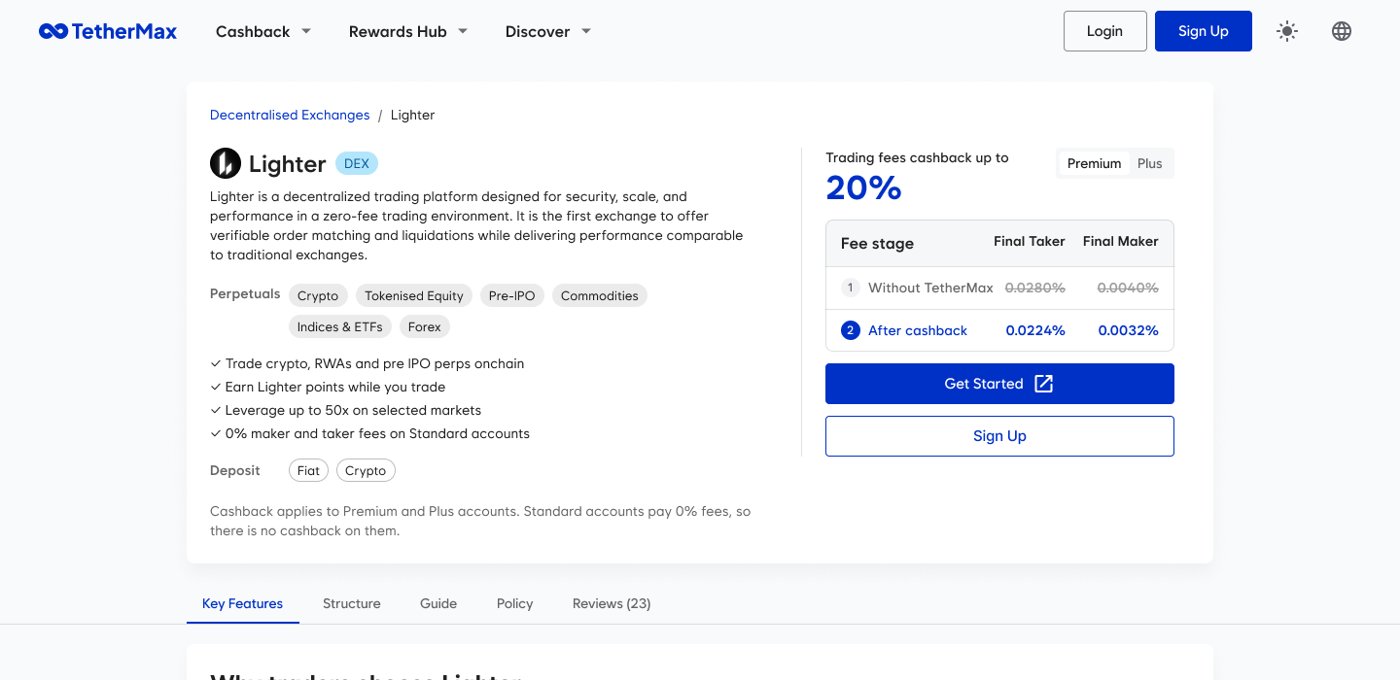 TetherMax
Cashback
Rewards Hub
Discover
Login
Sign Up
Decentralised Exchanges / Lighter
Lighter DEX
Lighter is a decentralized trading platform designed for security, scale, and
performance in a zero-fee trading environment. It is the first exchange to offer
verifiable order matching and liquidations while delivering performance comparable
to traditional exchanges.
Perpetuals Crypto Tokenised Equity Pre-IPO Commodities
Indices & ETFs Forex
✓ Trade crypto, RWAs and pre IPO perps onchain
✓ Earn Lighter points while you trade
✓ Leverage up to 50x on selected markets
✓ 0% maker and taker fees on Standard accounts
Deposit Fiat Crypto
Cashback applies to Premium and Plus accounts. Standard accounts pay 0% fees, so
there is no cashback on them.
Trading fees cashback up to
20%
Premium Plus
Fee stage Final Taker Final Maker
1 Without TetherMax 0.0280% 0.0040%
2 After cashback 0.0224% 0.0032%
Get Started
Sign Up
Key Features Structure Guide Policy Reviews (23)
Why traders choose Lighter